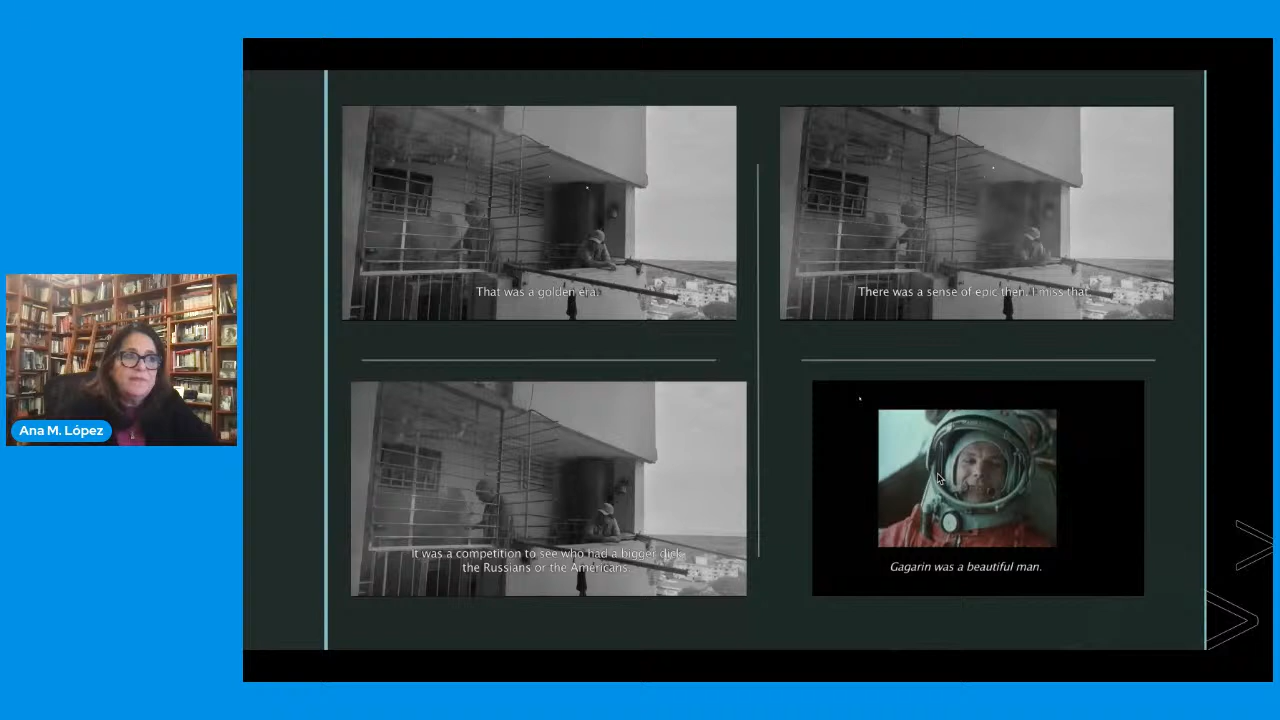 Ana M. López
That was a golden era.
There was a sense of epic then. I miss that.
It was a competition to see who had a bigger dick
the Russians or the Americans.
Gagarin was a beautiful man.